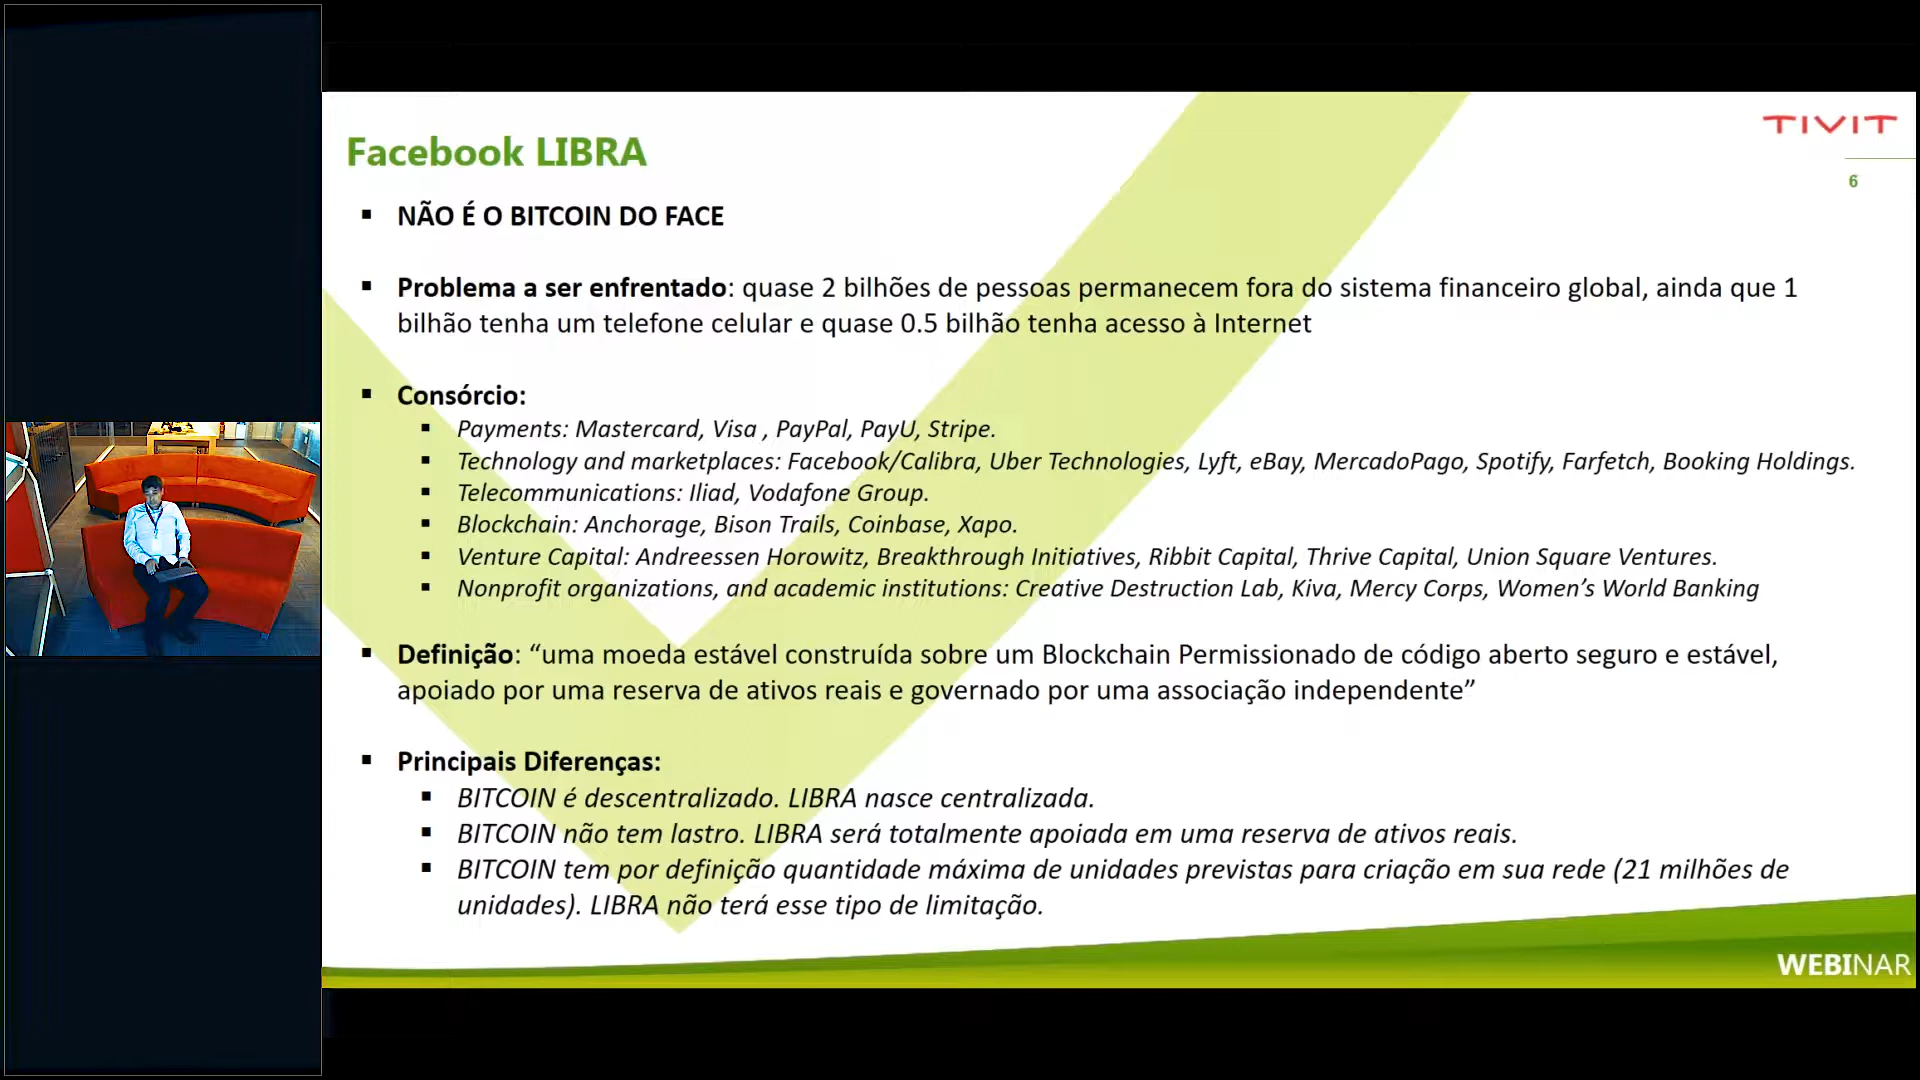 TIVIT
6
Facebook LIBRA
▪ NÃO É O BITCOIN DO FACE
▪ Problema a ser enfrentado: quase 2 bilhões de pessoas permanecem fora do sistema financeiro global, ainda que 1
bilhão tenha um telefone celular e quase 0.5 bilhão tenha acesso à Internet
▪ Consórcio:
▪ Payments: Mastercard, Visa , PayPal, PayU, Stripe.
▪ Technology and marketplaces: Facebook/Calibra, Uber Technologies, Lyft, eBay, MercadoPago, Spotify, Farfetch, Booking Holdings.
▪ Telecommunications: Iliad, Vodafone Group.
▪ Blockchain: Anchorage, Bison Trails, Coinbase, Xapo.
▪ Venture Capital: Andreessen Horowitz, Breakthrough Initiatives, Ribbit Capital, Thrive Capital, Union Square Ventures.
▪ Nonprofit organizations, and academic institutions: Creative Destruction Lab, Kiva, Mercy Corps, Women’s World Banking
▪ Definição: “uma moeda estável construída sobre um Blockchain Permissionado de código aberto seguro e estável,
apoiado por uma reserva de ativos reais e governado por uma associação independente”
▪ Principais Diferenças:
▪ BITCOIN é descentralizado. LIBRA nasce centralizada.
▪ BITCOIN não tem lastro. LIBRA será totalmente apoiada em uma reserva de ativos reais.
▪ BITCOIN tem por definição quantidade máxima de unidades previstas para criação em sua rede (21 milhões de
unidades). LIBRA não terá esse tipo de limitação.
WEBINAR